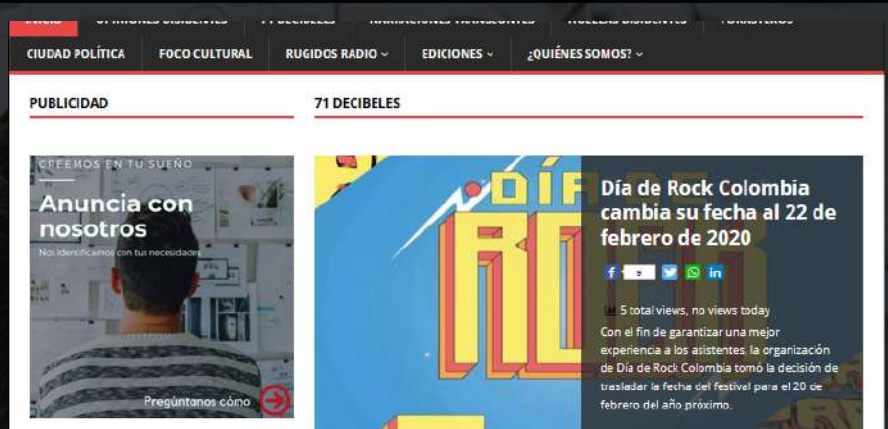 CIUDAD POLÍTICA FOCO CULTURAL RUGIDOS RADIO EDICIONES ¿QUIÉNES SOMOS?
PUBLICIDAD
CREEMOS EN TU SUEÑO
Anuncia con
nosotros
Nos identificamos con tus necesidades
Pregúntanos cómo
71 DECIBELES
DÍA DE
ROCK
Día de Rock Colombia
cambia su fecha al 22 de
febrero de 2020
5 total views, no views today
Con el fin de garantizar una mejor
experiencia a los asistentes, la organización
de Día de Rock Colombia tomó la decisión de
trasladar la fecha del festival para el 20 de
febrero del año próximo.